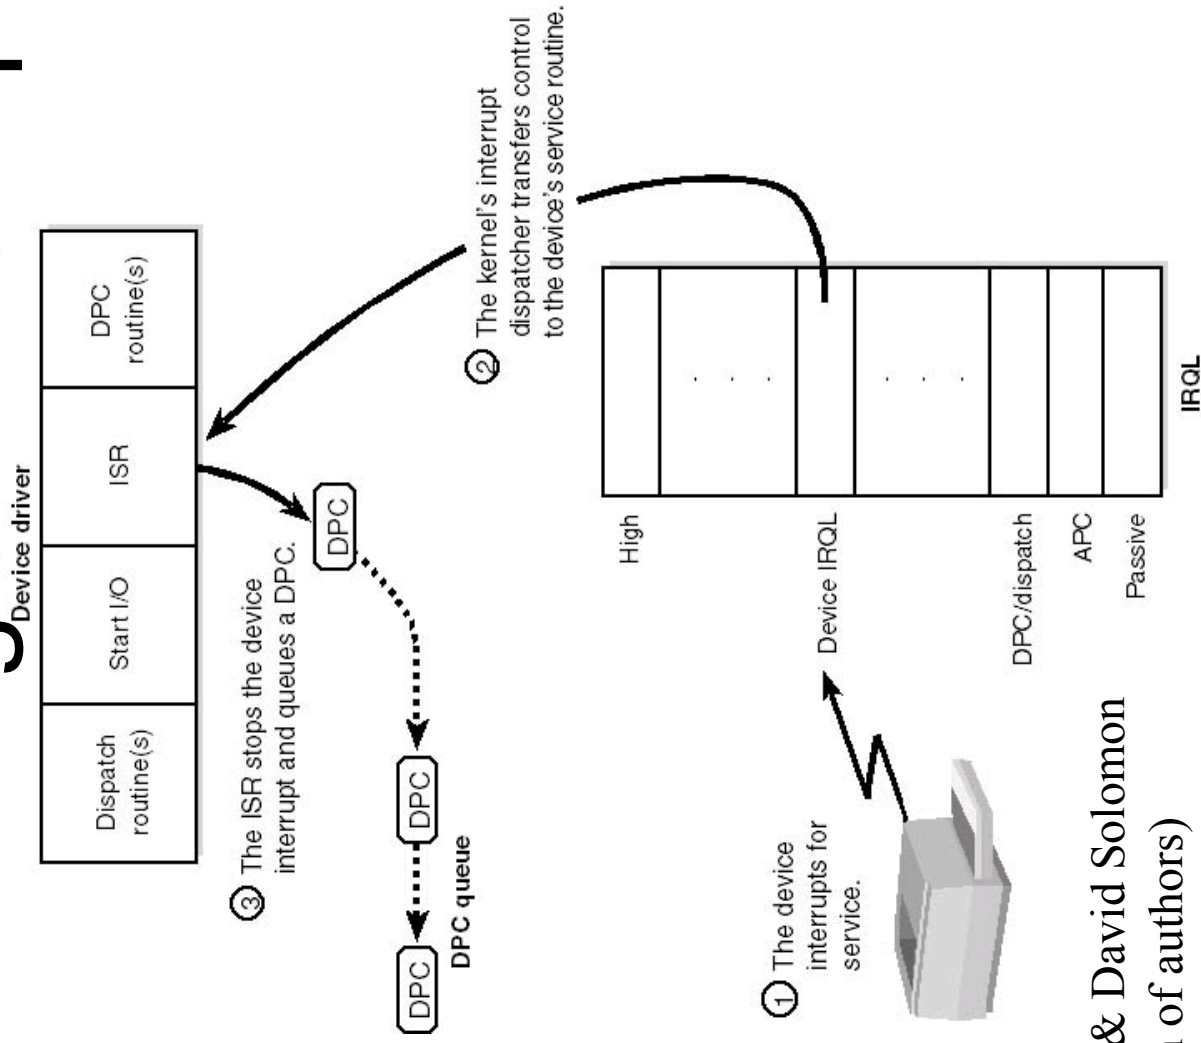 Device driver
Dispatch
routine(s)
Start I/O
ISR
DPC
routine(s)
③ The ISR stops the device
interrupt and queues a DPC.
② The kernel's interrupt
dispatcher transfers control
to the device's service routine.
DPC
DPC
DPC
DPC queue
① The device
interrupts for
service.
High
Device IRQL
DPC/dispatch
APC
Passive
IRQL
& David Solomon
of authors)